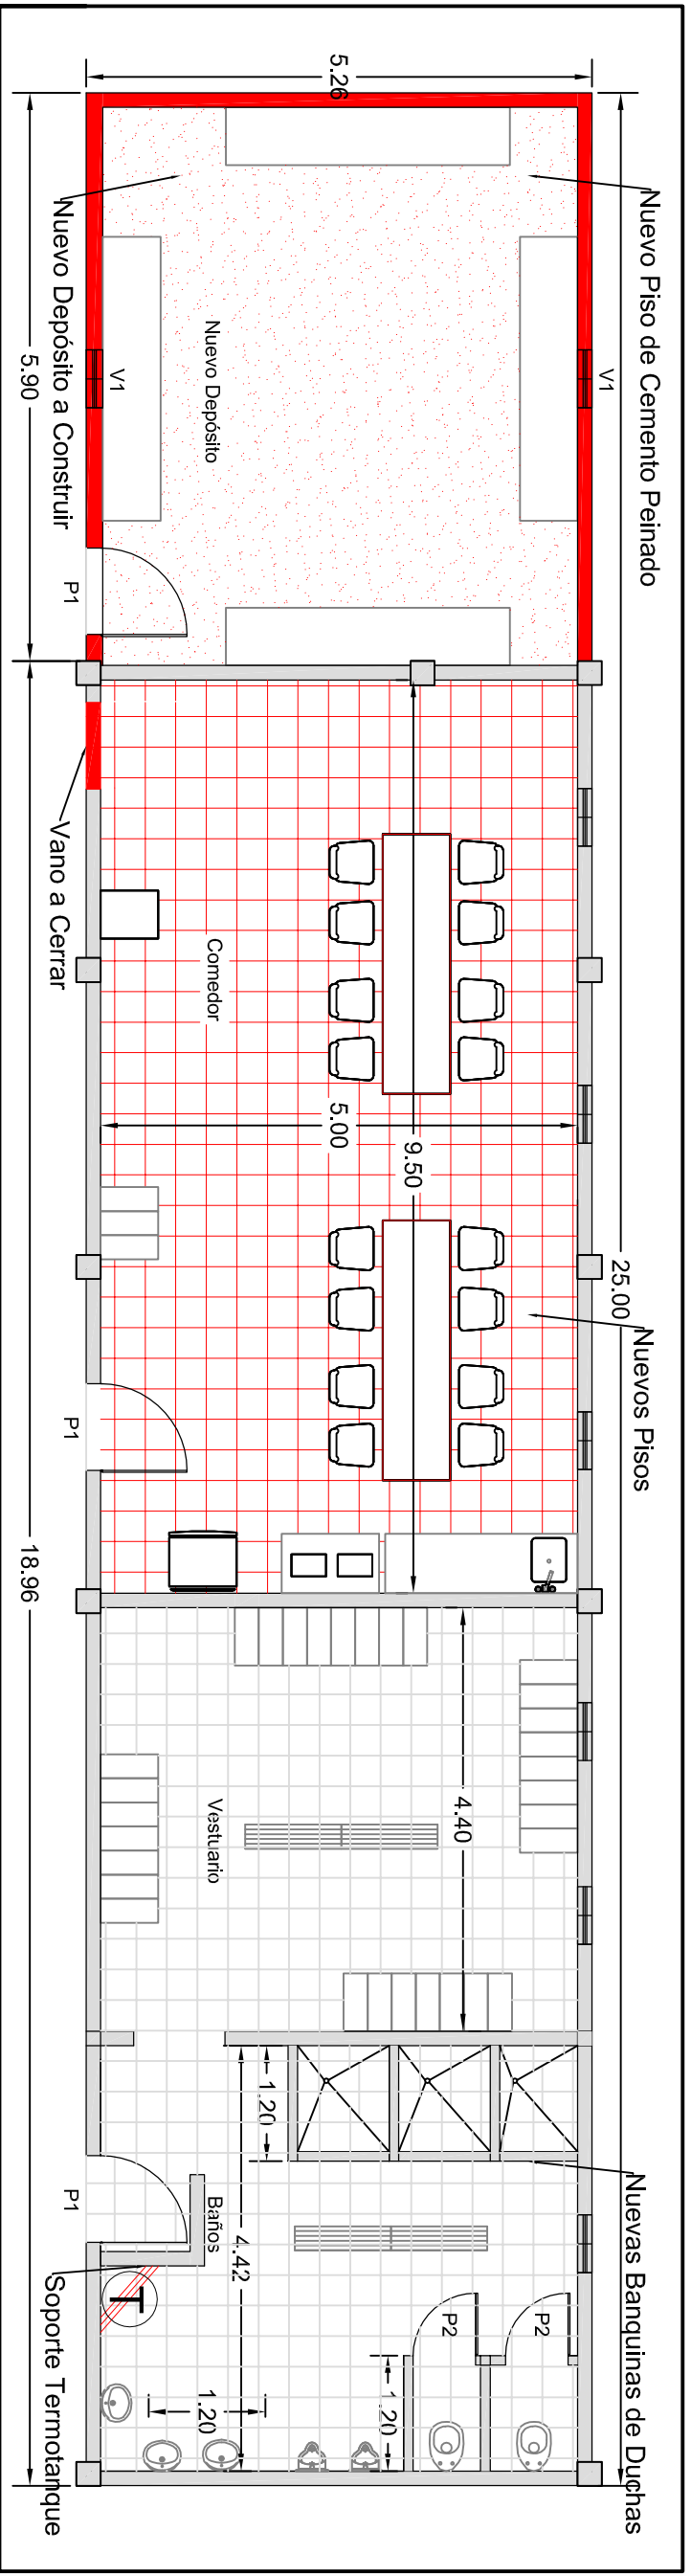 Nuevo Piso de Cemento Peinado
25.00
Nuevos Pisos
Nuevas Banquinas de Duchas
V1
P2
P2
4.40
9.50
1.20
5.26
5.00
1.20
4.42
1.20
Nuevo Depósito
Comedor
Vestuario
Baños
T
V1
P1
P1
P1
Nuevo Depósito a Construir
Vano a Cerrar
Soporte Termotanque
5.90
18.96